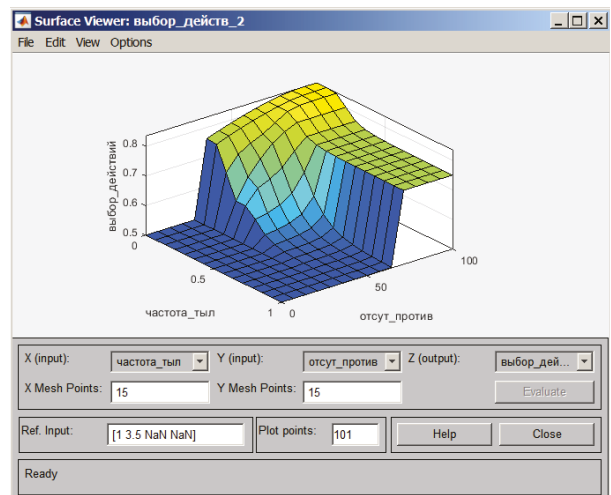 Surface Viewer: выбор_действ_2
File Edit View Options
0.8
0.7
0.6
0.5
выбор_действий
0
0.5
1
частота_тыл
0
50
100
отсут_против
X (input): частота_тыл Y (input): отсут_против Z (output): выбор_дей...
X Mesh Points: 15 Y Mesh Points: 15 Evaluate
Ref. Input: [1 3.5 NaN NaN] Plot points: 101 Help Close
Ready